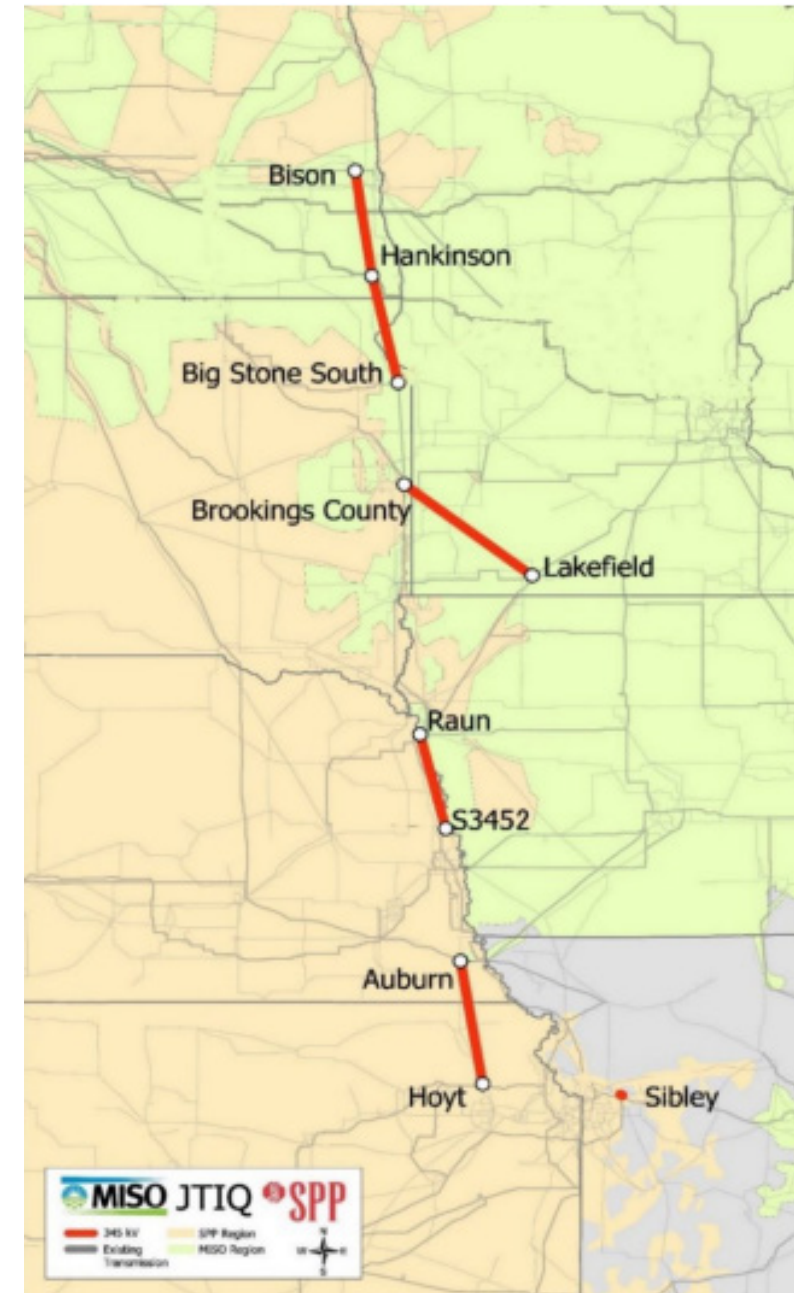 Bison
Hankinson
Big Stone South
Brookings County
Lakefield
Raun
S3452
Auburn
Hoyt
Sibley
MISO JTIQ SPP
345 kV
SPP Region
Existing
Transmission
MISO Region
N
W E
S